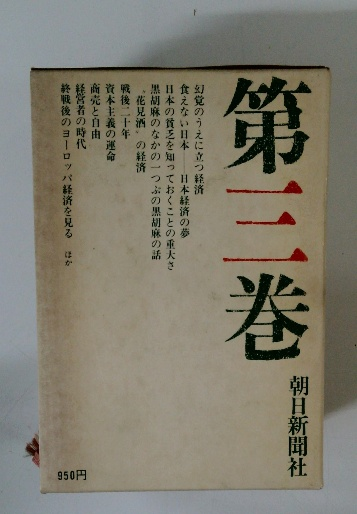 第三巻
朝日新聞社
幻覚のうえに立つ経済
食えない日本——日本経済の夢
日本の貧乏を知っておくことの重大さ
黒胡麻のなかの一つぶの黒胡麻の話
〝花見酒〟の経済
戦後二十年
資本主義の運命
商売と自由
経営者の時代
終戦後のヨーロッパ経済を見る ほか
950円